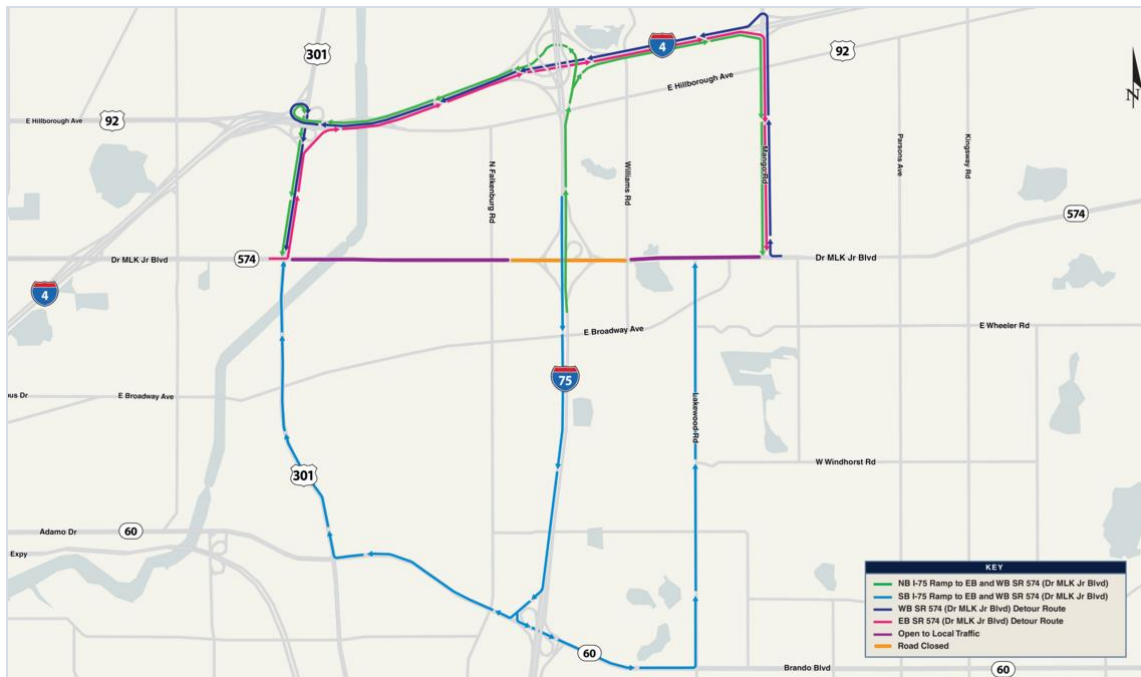 301
4
92
N
E Hillborough Ave
E Hillborough Ave
92
N Falkenburg Rd
Williams Rd
Mango Rd
Parsons Ave
Kingsway Rd
574
Dr MLK Jr Blvd
574
Dr MLK Jr Blvd
4
E Broadway Ave
E Wheeler Rd
75
us Dr
E Broadway Ave
Lakewood Rd
W Windhorst Rd
301
Adamo Dr
60
Expy
KEY
NB I-75 Ramp to EB and WB SR 574 (Dr MLK Jr Blvd)
SB I-75 Ramp to EB and WB SR 574 (Dr MLK Jr Blvd)
WB SR 574 (Dr MLK Jr Blvd) Detour Route
EB SR 574 (Dr MLK Jr Blvd) Detour Route
Open to Local Traffic
Road Closed
60
Brando Blvd
60